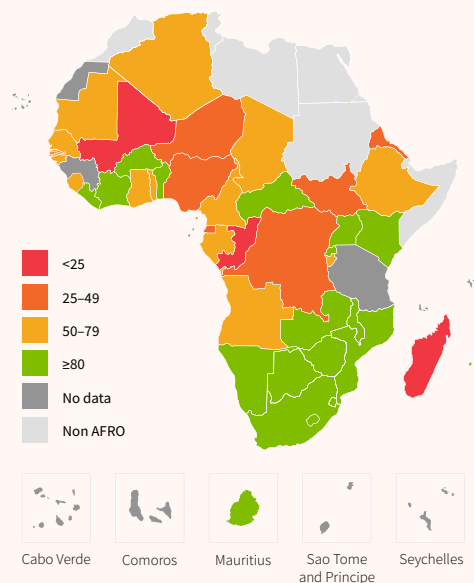 <25
25–49
50–79
≥80
No data
Non AFRO
Cabo Verde
Comoros
Mauritius
Sao Tome
and Principe
Seychelles